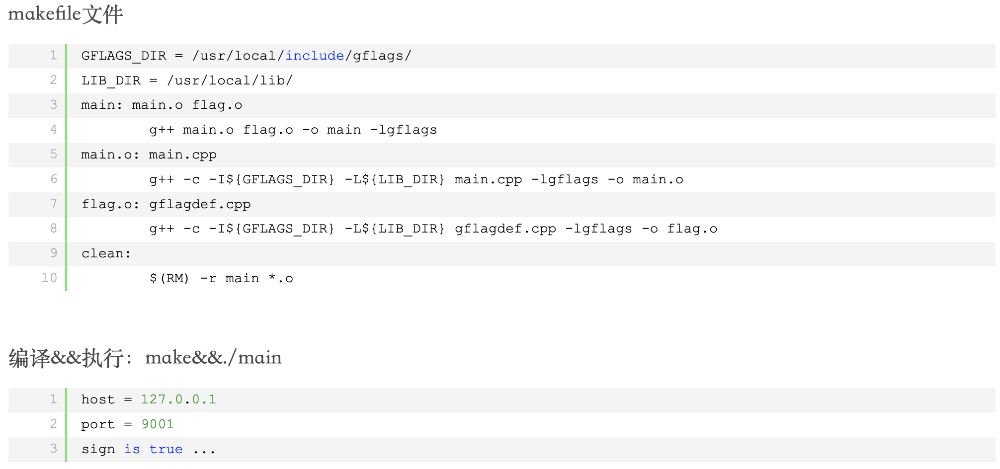 makefile文件
1 GFLAGS_DIR = /usr/local/include/gflags/
2 LIB_DIR = /usr/local/lib/
3 main: main.o flag.o
4         g++ main.o flag.o -o main -lgflags
5 main.o: main.cpp
6         g++ -c -I${GFLAGS_DIR} -L${LIB_DIR} main.cpp -lgflags -o main.o
7 flag.o: gflagdef.cpp
8         g++ -c -I${GFLAGS_DIR} -L${LIB_DIR} gflagdef.cpp -lgflags -o flag.o
9 clean:
10         $(RM) -r main *.o
编译&&执行：make&&./main
1 host = 127.0.0.1
2 port = 9001
3 sign is true ...